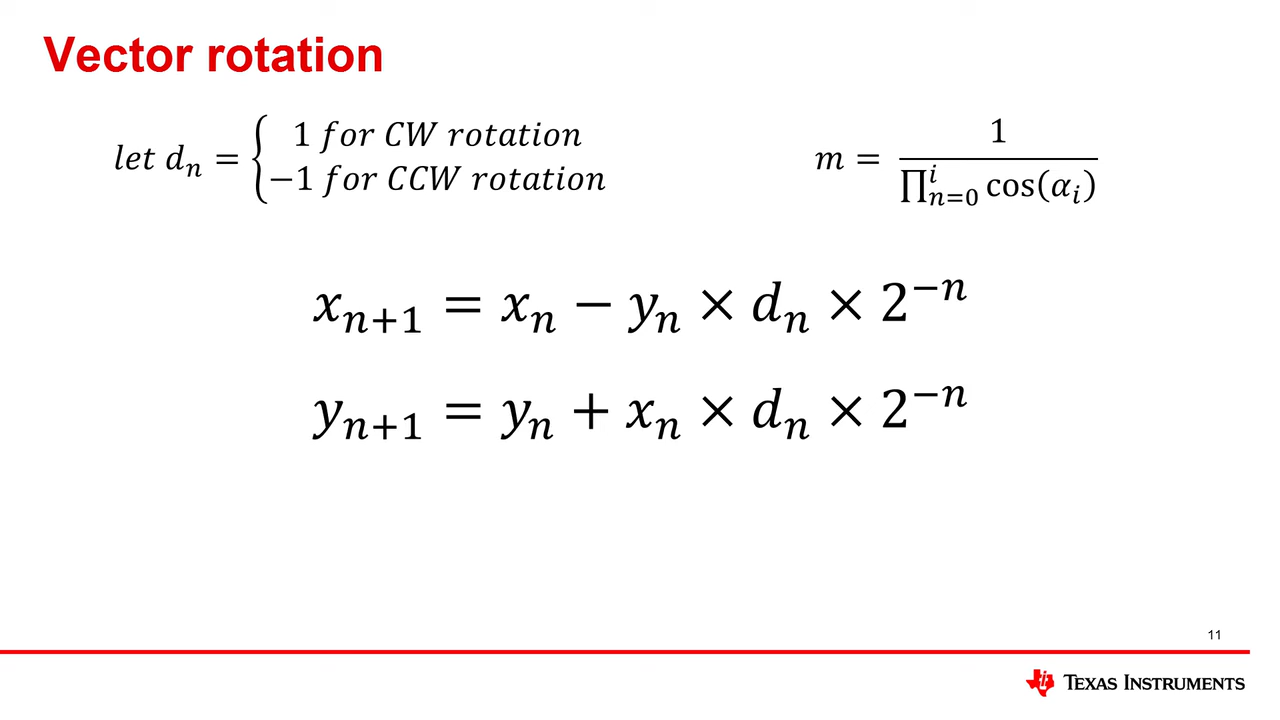 Vector rotation
let dₙ = { 1 for CW rotation
−1 for CCW rotation
m = 1 / ∏ⁱₙ₌₀ cos(αᵢ)
xₙ₊₁ = xₙ − yₙ × dₙ × 2⁻ⁿ
yₙ₊₁ = yₙ + xₙ × dₙ × 2⁻ⁿ
11
TEXAS INSTRUMENTS